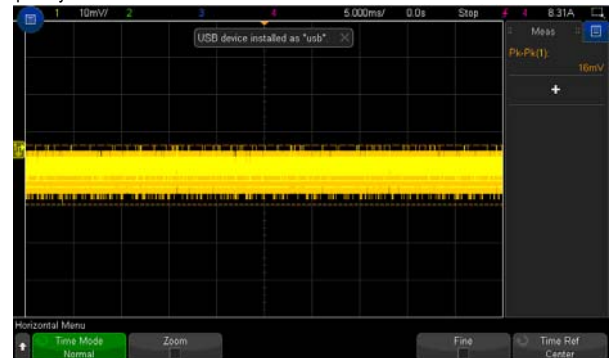 1 10mV/ 2 3 4 5.000ms/ 0.0s Stop 4 8.31A
USB device installed as "usb".
Meas
Pk-Pk(1):
16mV
+
Horizontal Menu
Time Mode Zoom Fine Time Ref
Normal Center